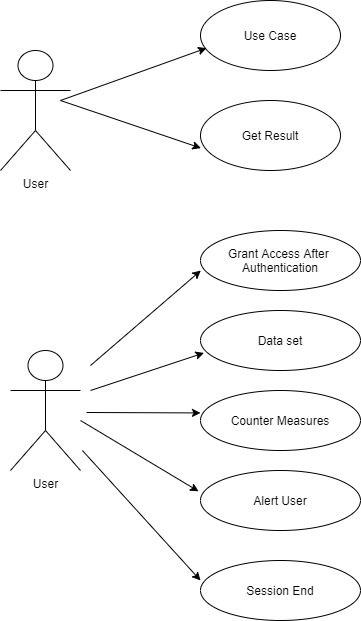 Use Case
Get Result
User
Grant Access After
Authentication
Data set
Counter Measures
User
Alert User
Session End